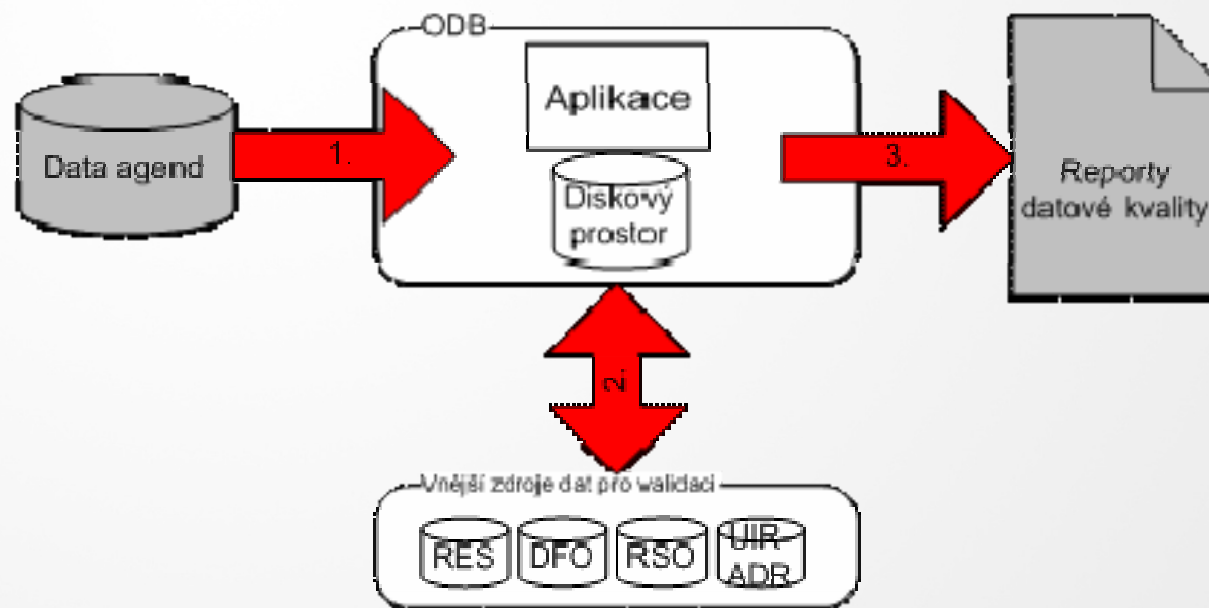 ODB
Aplikace
Data agend
1.
Diskový
prostor
3.
Reporty
datové kvality
2.
Vnější zdroje dat pro validaci
RES
DFO
RSO
UIR
ADR